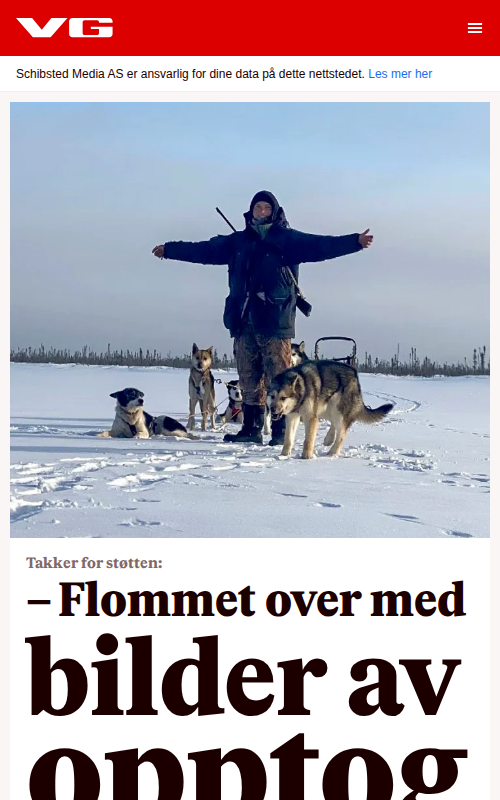 VG
Schibsted Media AS er ansvarlig for dine data på dette nettstedet. Les mer her
Takker for støtten:
– Flommet over med
bilder av
opptog